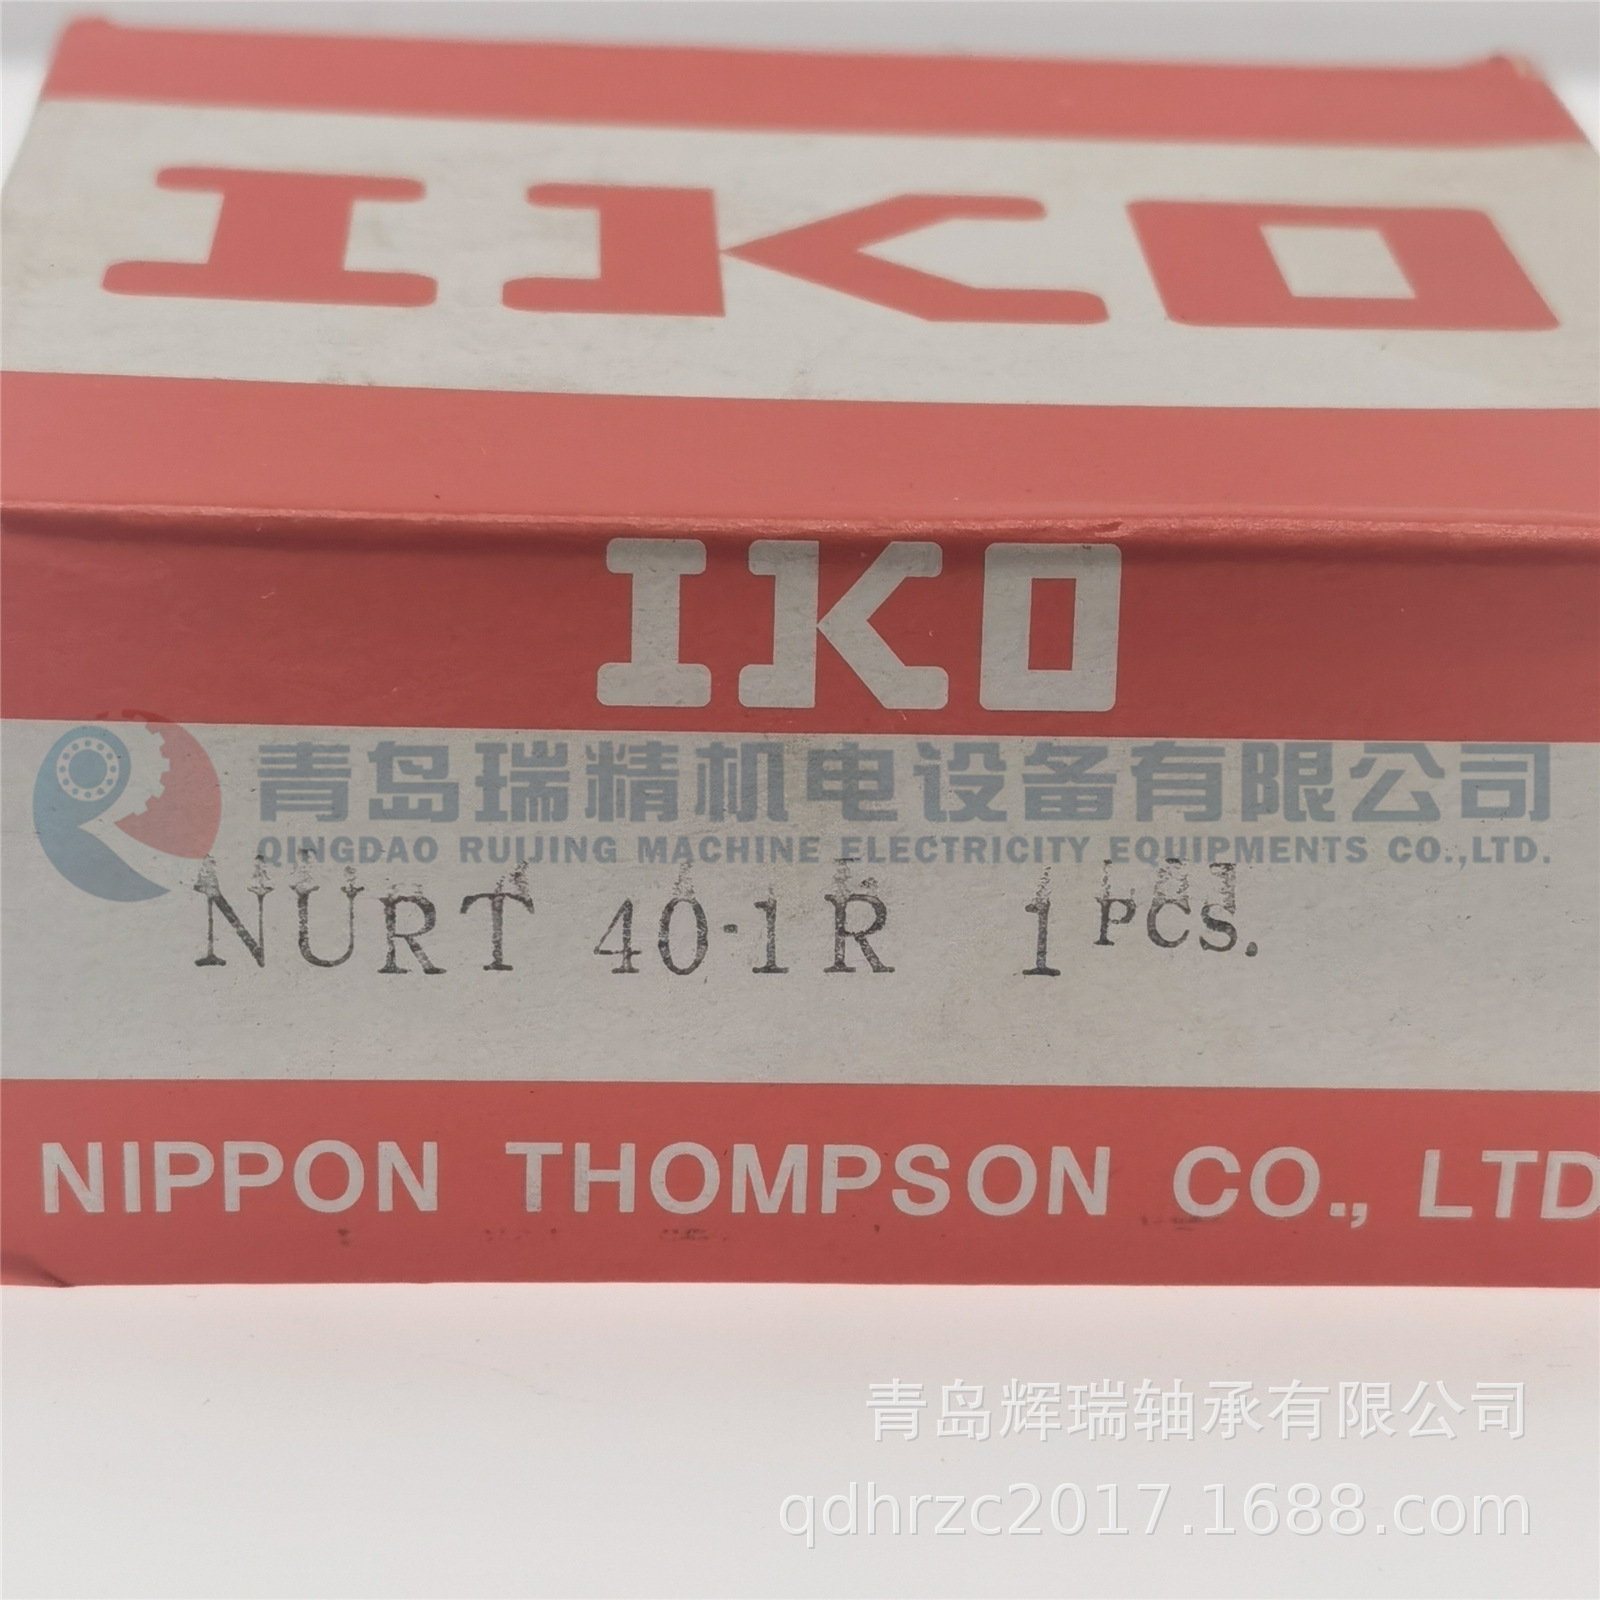 IKO
IKO
青岛瑞精机电设备有限公司
QINGDAO RUIJING MACHINE ELECTRICITY EQUIPMENTS CO.,LTD.
NURT 40-1R 1 PCS.
NIPPON THOMPSON CO., LTD
青岛辉瑞轴承有限公司
qdhrzc2017.1688.com